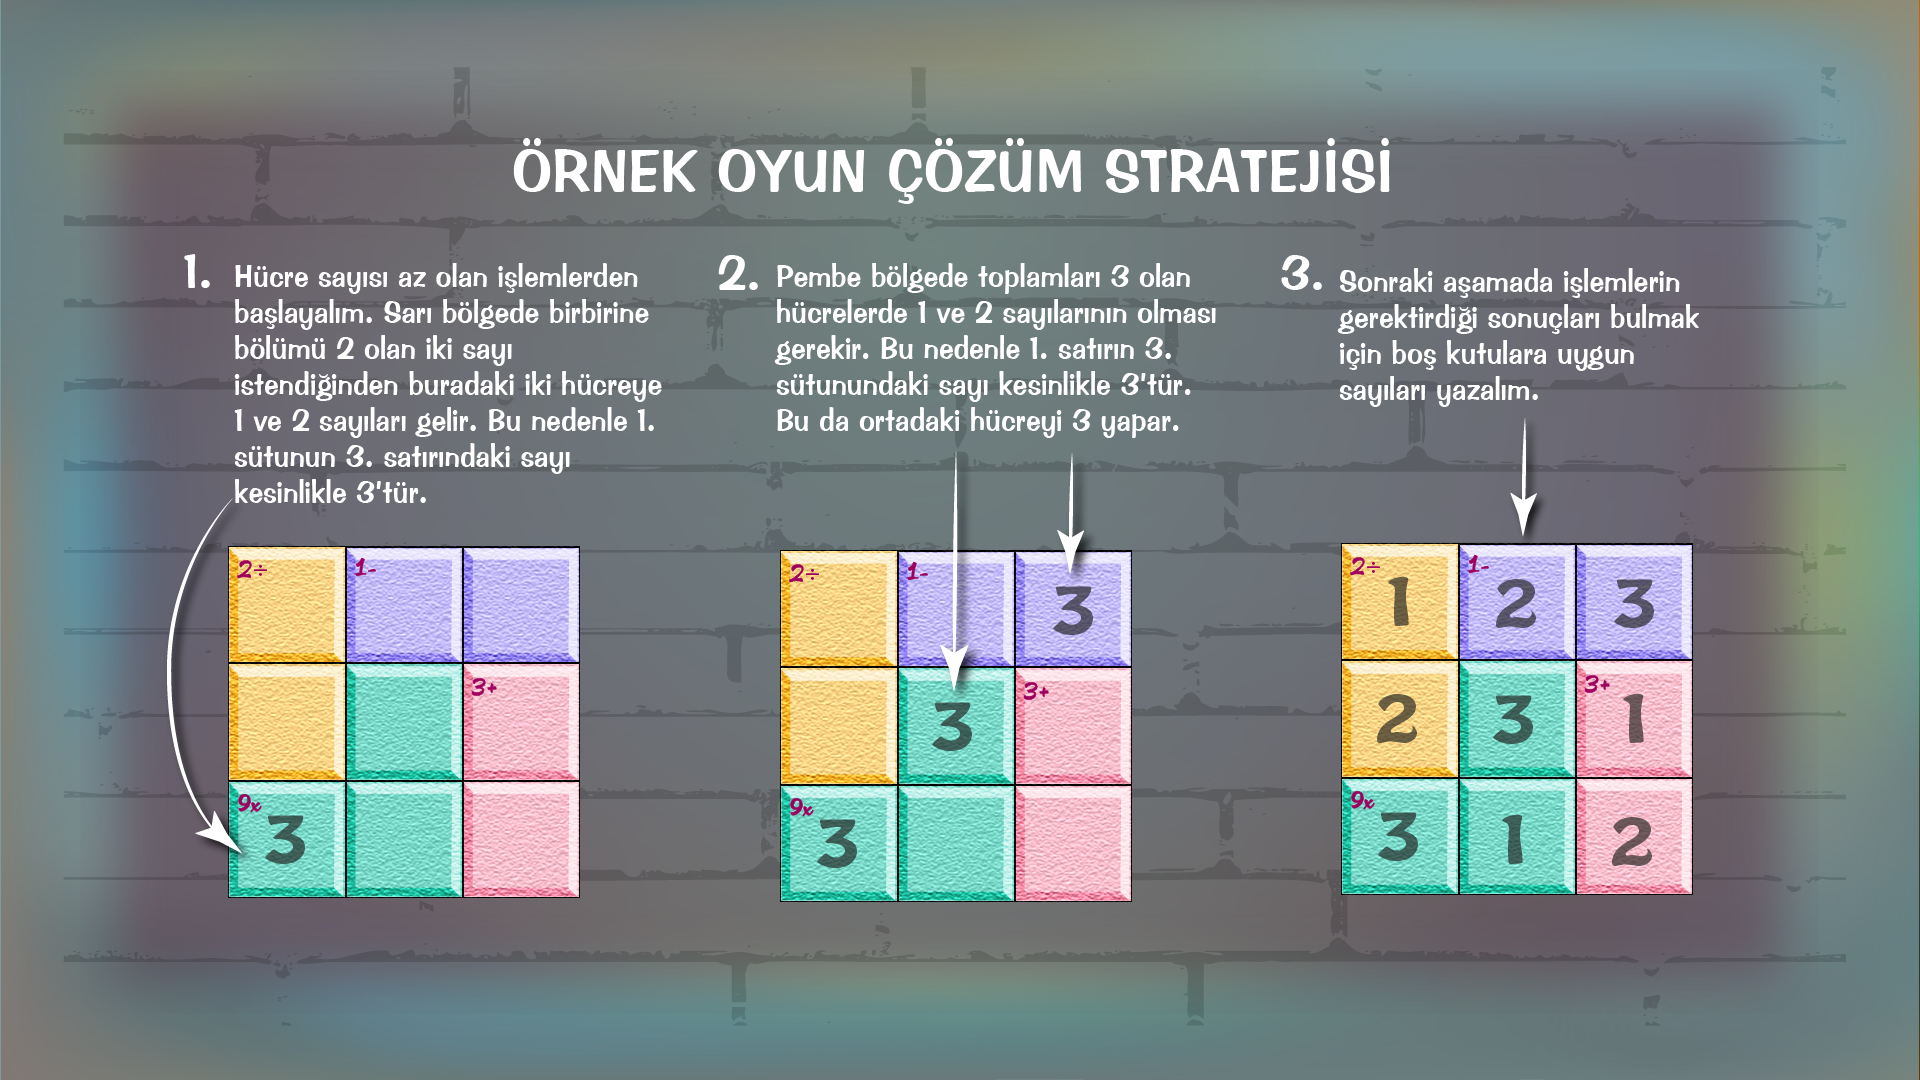 ÖRNEK OYUN ÇÖZÜM STRATEJİSİ
1.
Hücre sayısı az olan işlemlerden
başlayalım. Sarı bölgede birbirine
bölümü 2 olan iki sayı
istendiğinden buradaki iki hücreye
1 ve 2 sayıları gelir. Bu nedenle 1.
sütunun 3. satırındaki sayı
kesinlikle 3'tür.
2÷ 1-
3+
9x
3
2.
Pembe bölgede toplamları 3 olan
hücrelerde 1 ve 2 sayılarının olması
gerekir. Bu nedenle 1. satırın 3.
sütunundaki sayı kesinlikle 3'tür.
Bu da ortadaki hücreyi 3 yapar.
2÷ 1-
3
3+
3
9x
3
3.
Sonraki aşamada işlemlerin
gerektirdiği sonuçları bulmak
için boş kutulara uygun
sayıları yazalım.
2÷ 1-
1 2 3
3+
2 3 1
9x
3 1 2